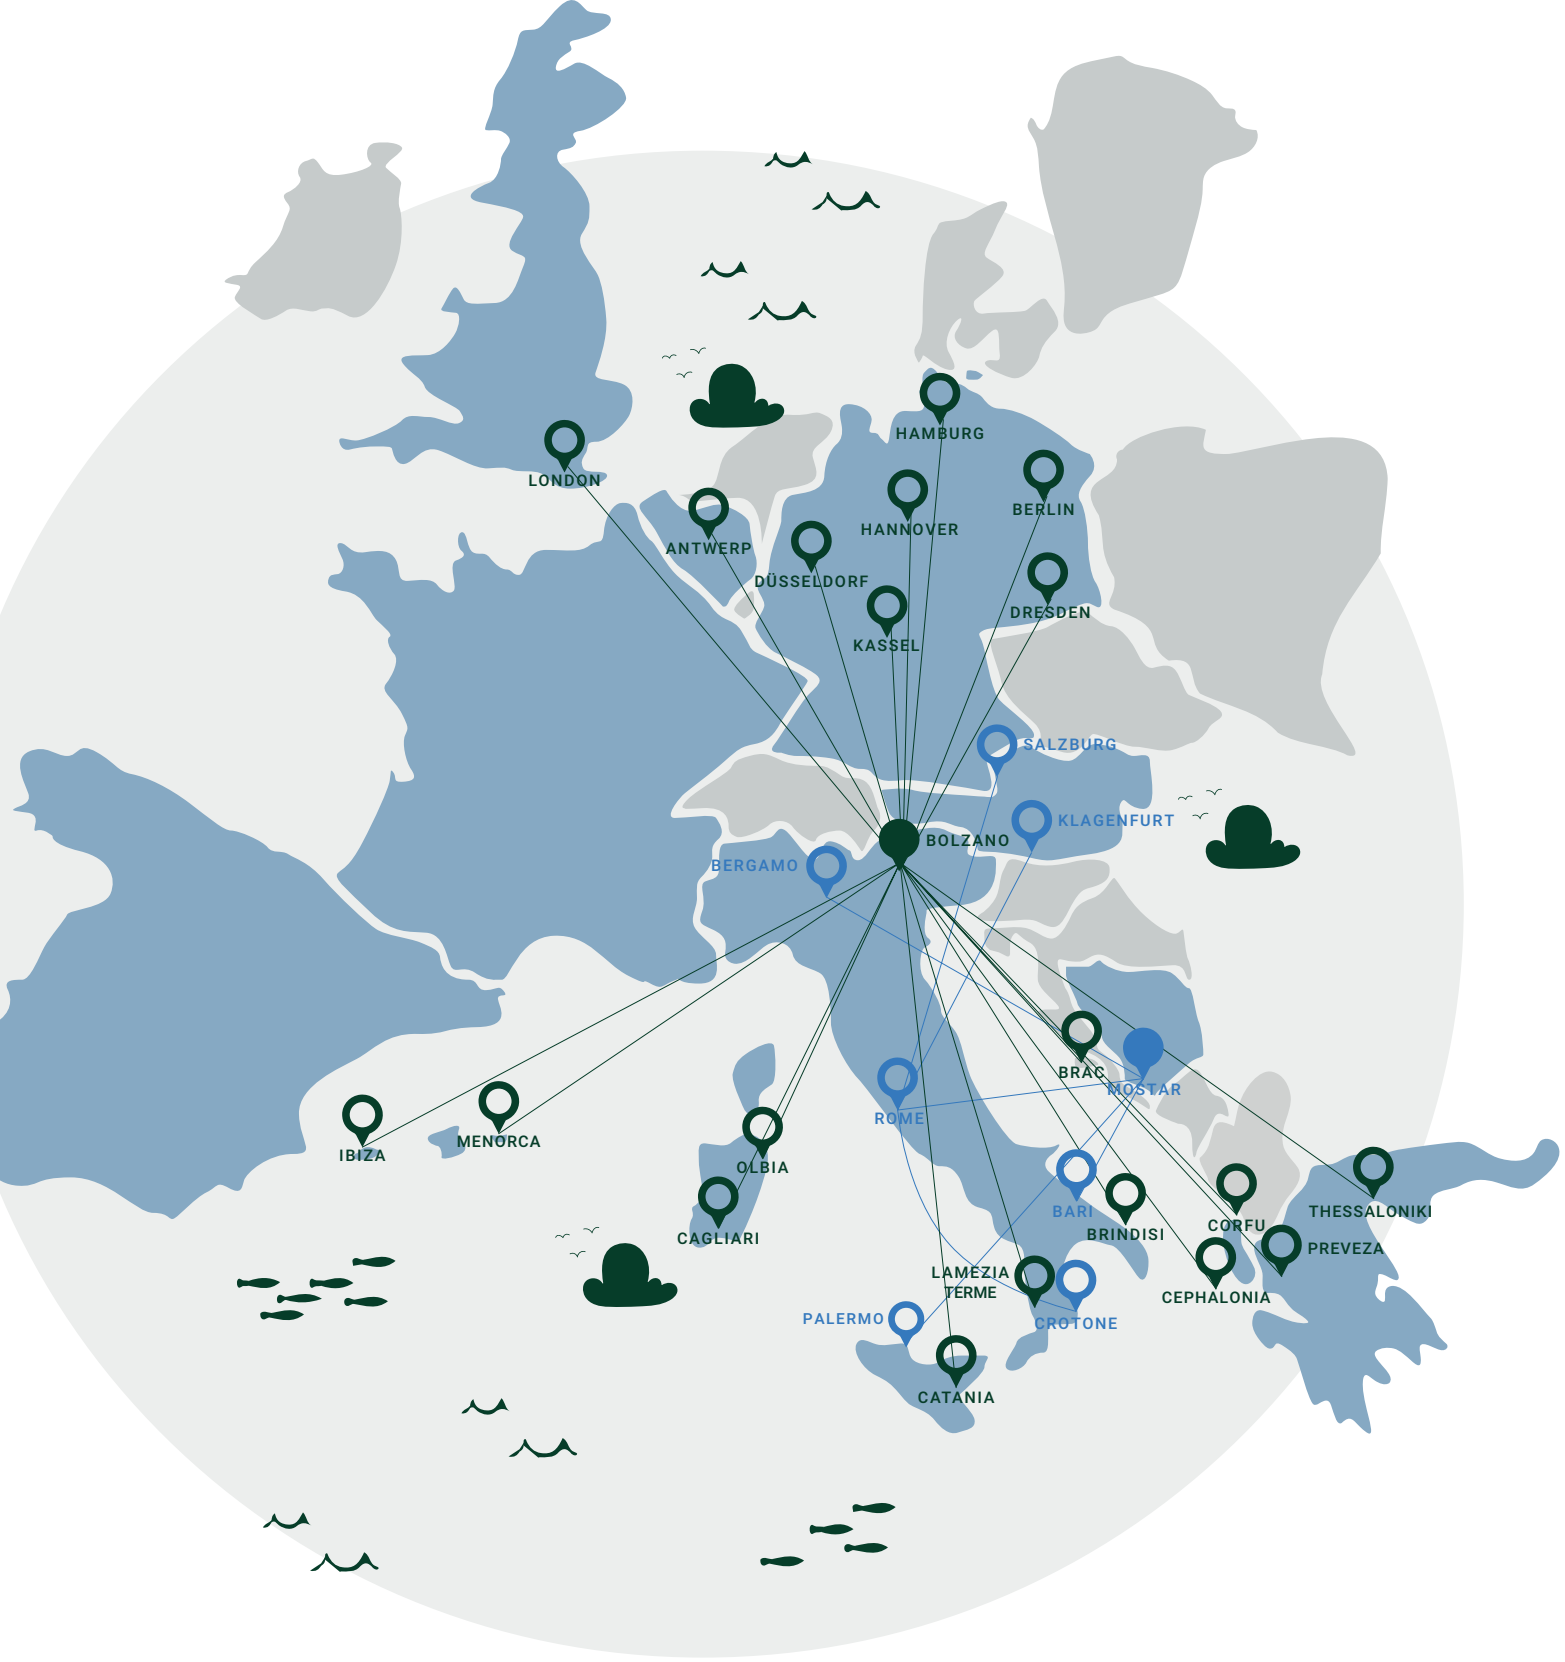 HAMBURG
LONDON
BERLIN
HANNOVER
ANTWERP
DÜSSELDORF
DRESDEN
KASSEL
SALZBURG
KLAGENFURT
BOLZANO
BERGAMO
BRAC
MOSTAR
ROME
MENORCA
IBIZA
OLBIA
BARI
THESSALONIKI
CORFU
BRINDISI
CAGLIARI
PREVEZA
LAMEZIA
TERME
CEPHALONIA
PALERMO
CROTONE
CATANIA